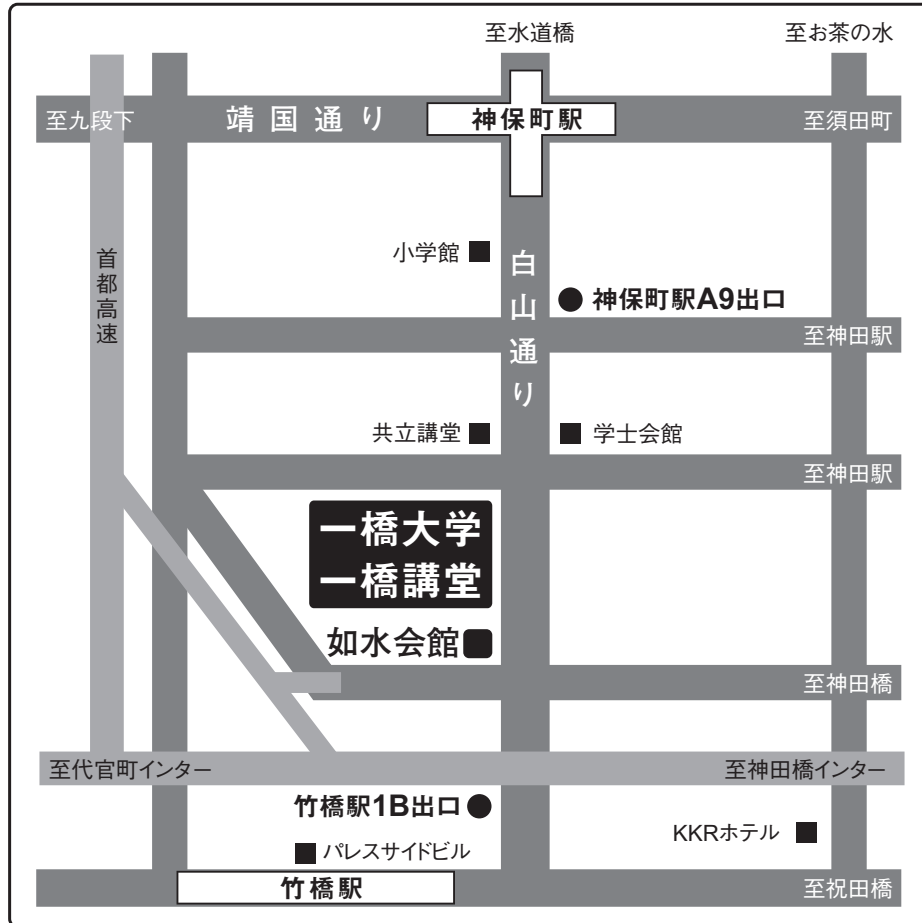 至水道橋
至お茶の水
至九段下
靖国通り
神保町駅
至須田町
首都高速
小学館
白山通り
神保町駅A9出口
至神田駅
共立講堂
学士会館
至神田駅
一橋大学
一橋講堂
如水会館
至神田橋
至代官町インター
至神田橋インター
竹橋駅1B出口
KKRホテル
パレスサイドビル
竹橋駅
至祝田橋